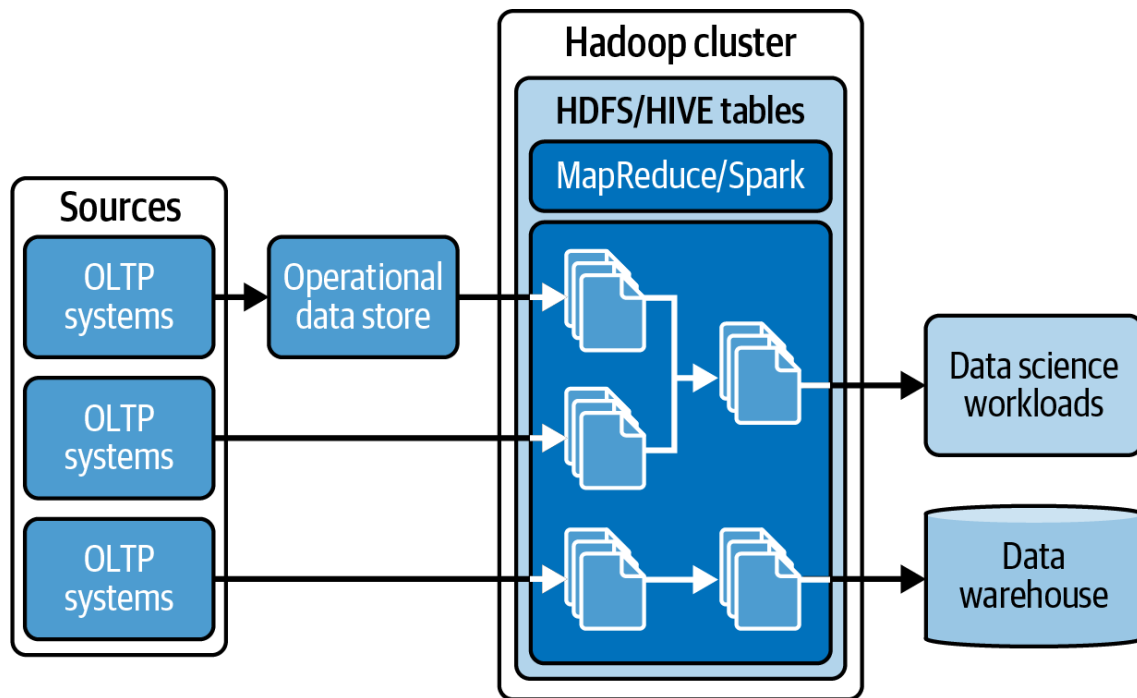 Hadoop cluster
HDFS/HIVE tables
MapReduce/Spark
Sources
OLTP
systems
Operational
data store
OLTP
systems
OLTP
systems
Data science
workloads
Data
warehouse